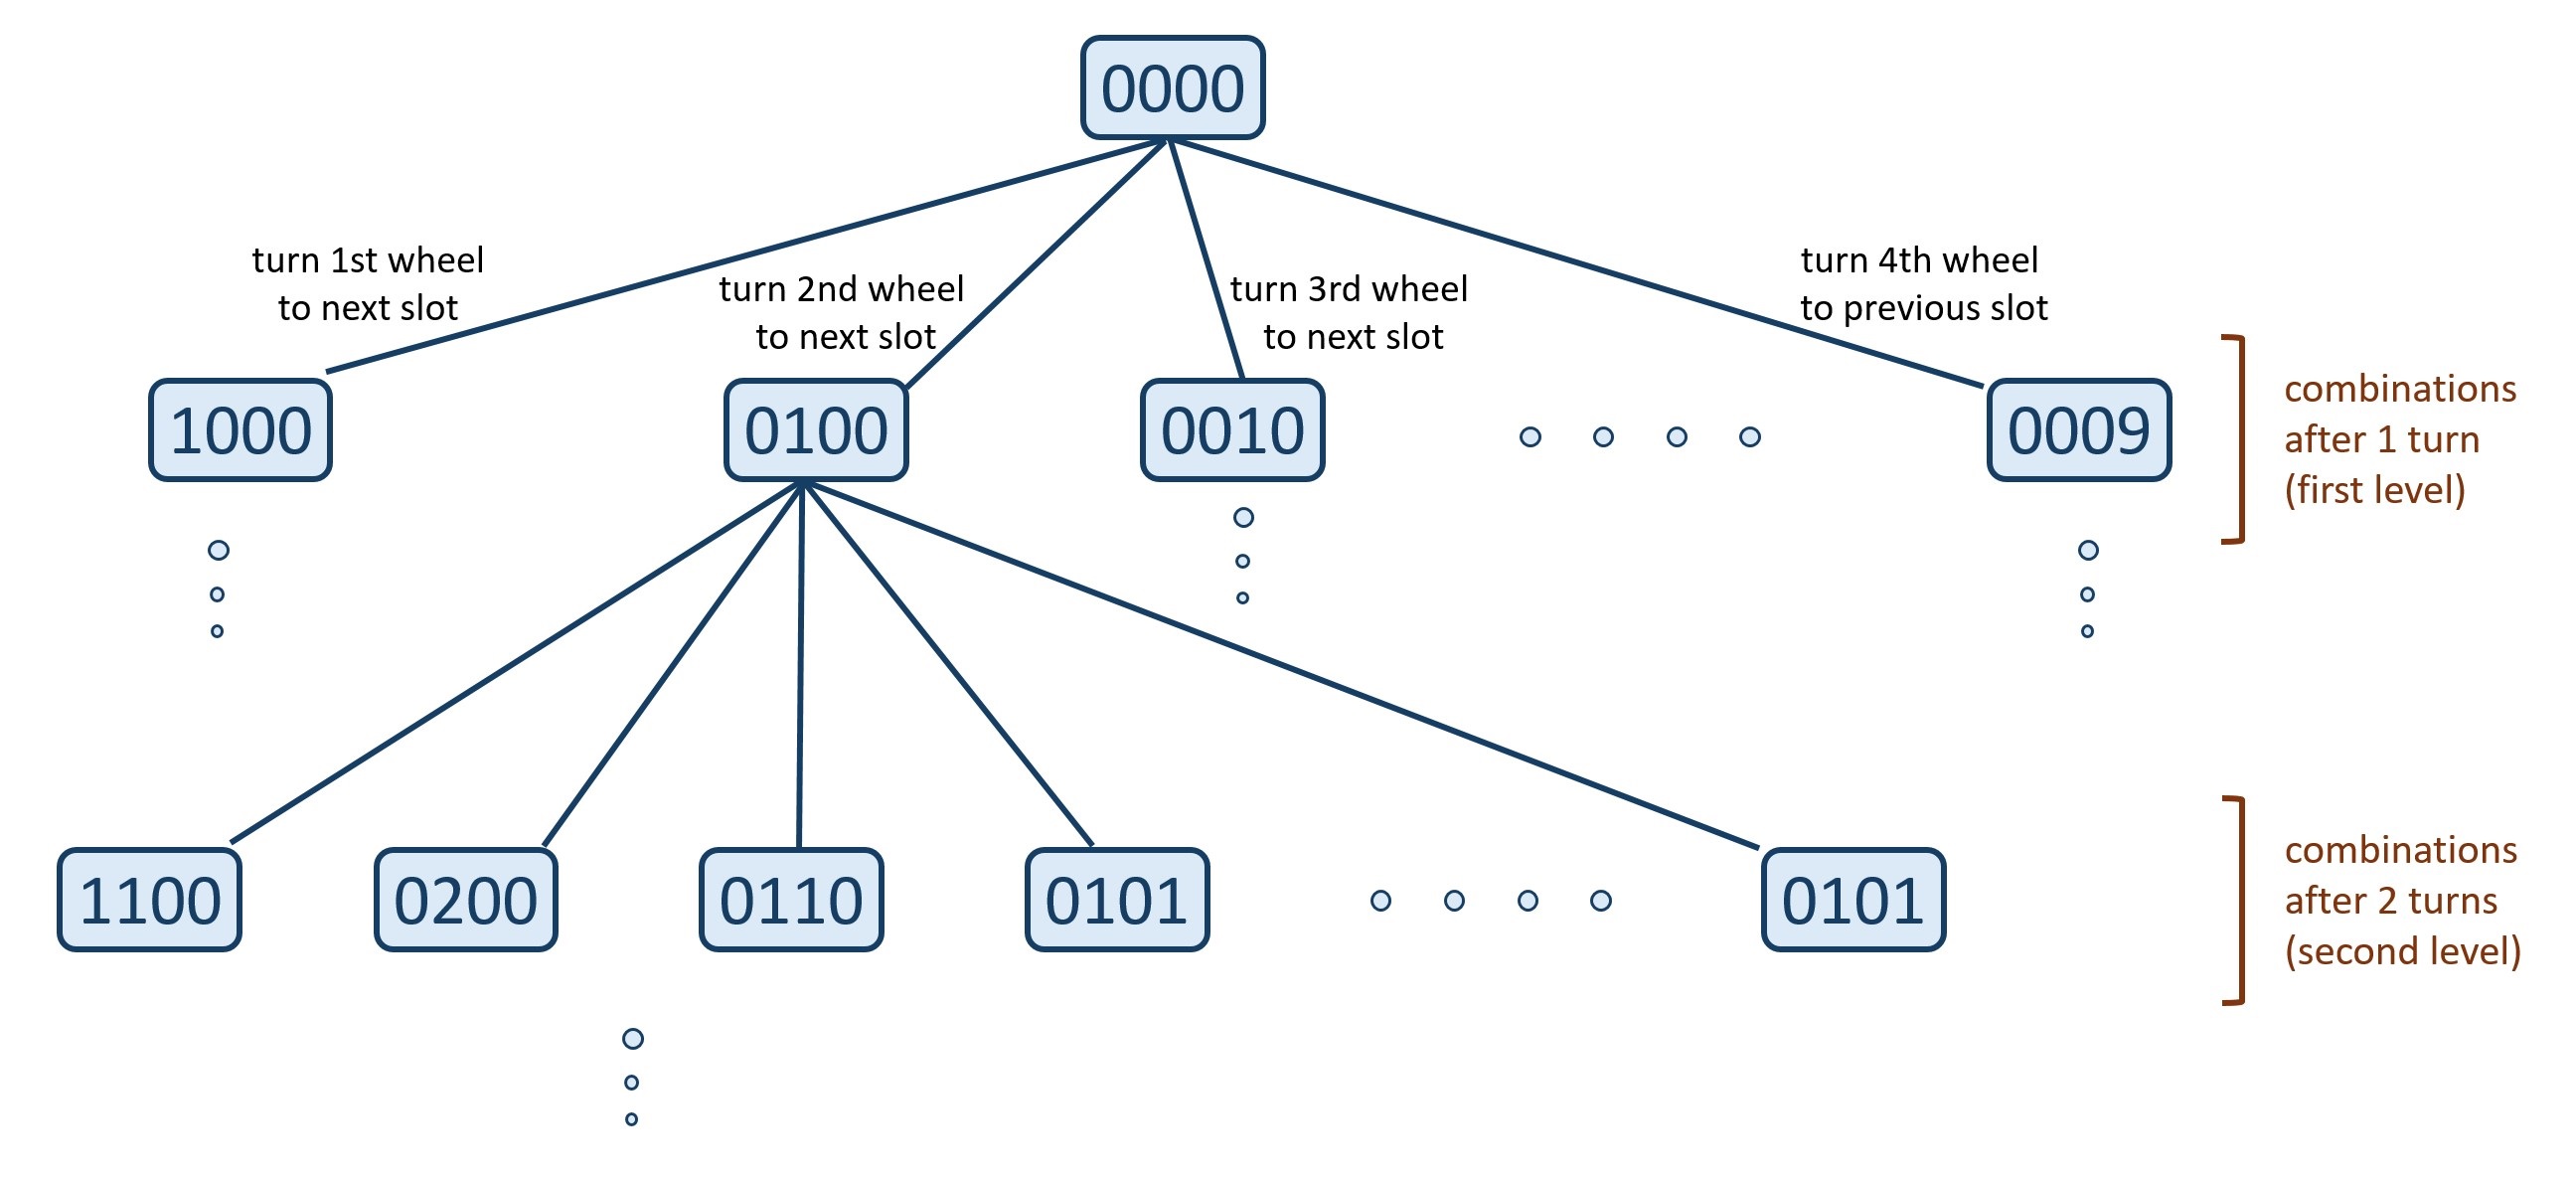 0000
turn 1st wheel
to next slot
turn 2nd wheel
to next slot
turn 3rd wheel
to next slot
turn 4th wheel
to previous slot
1000
0100
0010
0009
combinations
after 1 turn
(first level)
1100
0200
0110
0101
0101
combinations
after 2 turns
(second level)